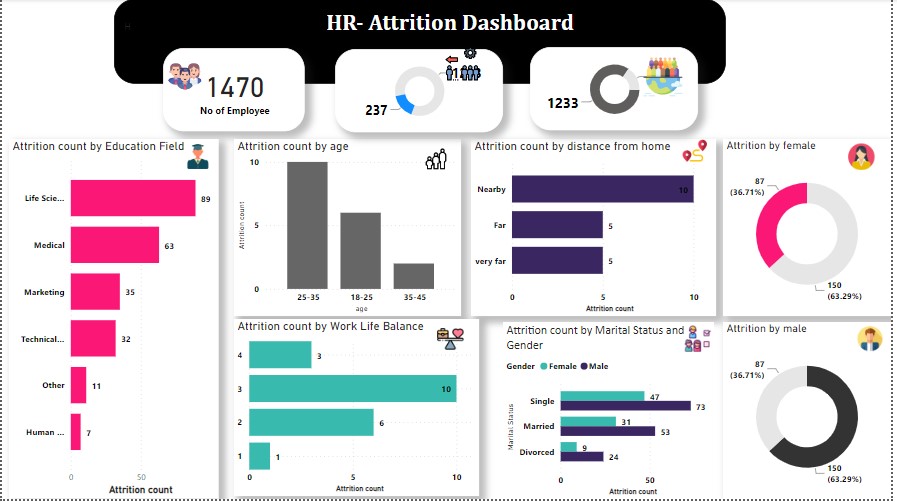 HR- Attrition Dashboard
1470
No of Employee
237
1233
Attrition count by Education Field
Life Scie...
89
Medical
63
Marketing
35
Technical...
32
Other
11
Human ...
7
0
50
Attrition count
Attrition count by age
Attrition count
10
5
0
25-35
18-25
35-45
age
Attrition count by distance from home
Nearby
10
Far
5
very far
5
0
5
10
Attrition count
Attrition by female
87
(36.71%)
150
(63.29%)
Attrition count by Work Life Balance
4
3
3
10
2
6
1
1
0
5
10
Attrition count by Marital Status and
Gender
Gender
Female
Male
Marital Status
Single
47
73
Married
31
53
Divorced
9
24
0
50
Attrition count
Attrition by male
87
(36.71%)
150
(63.29%)